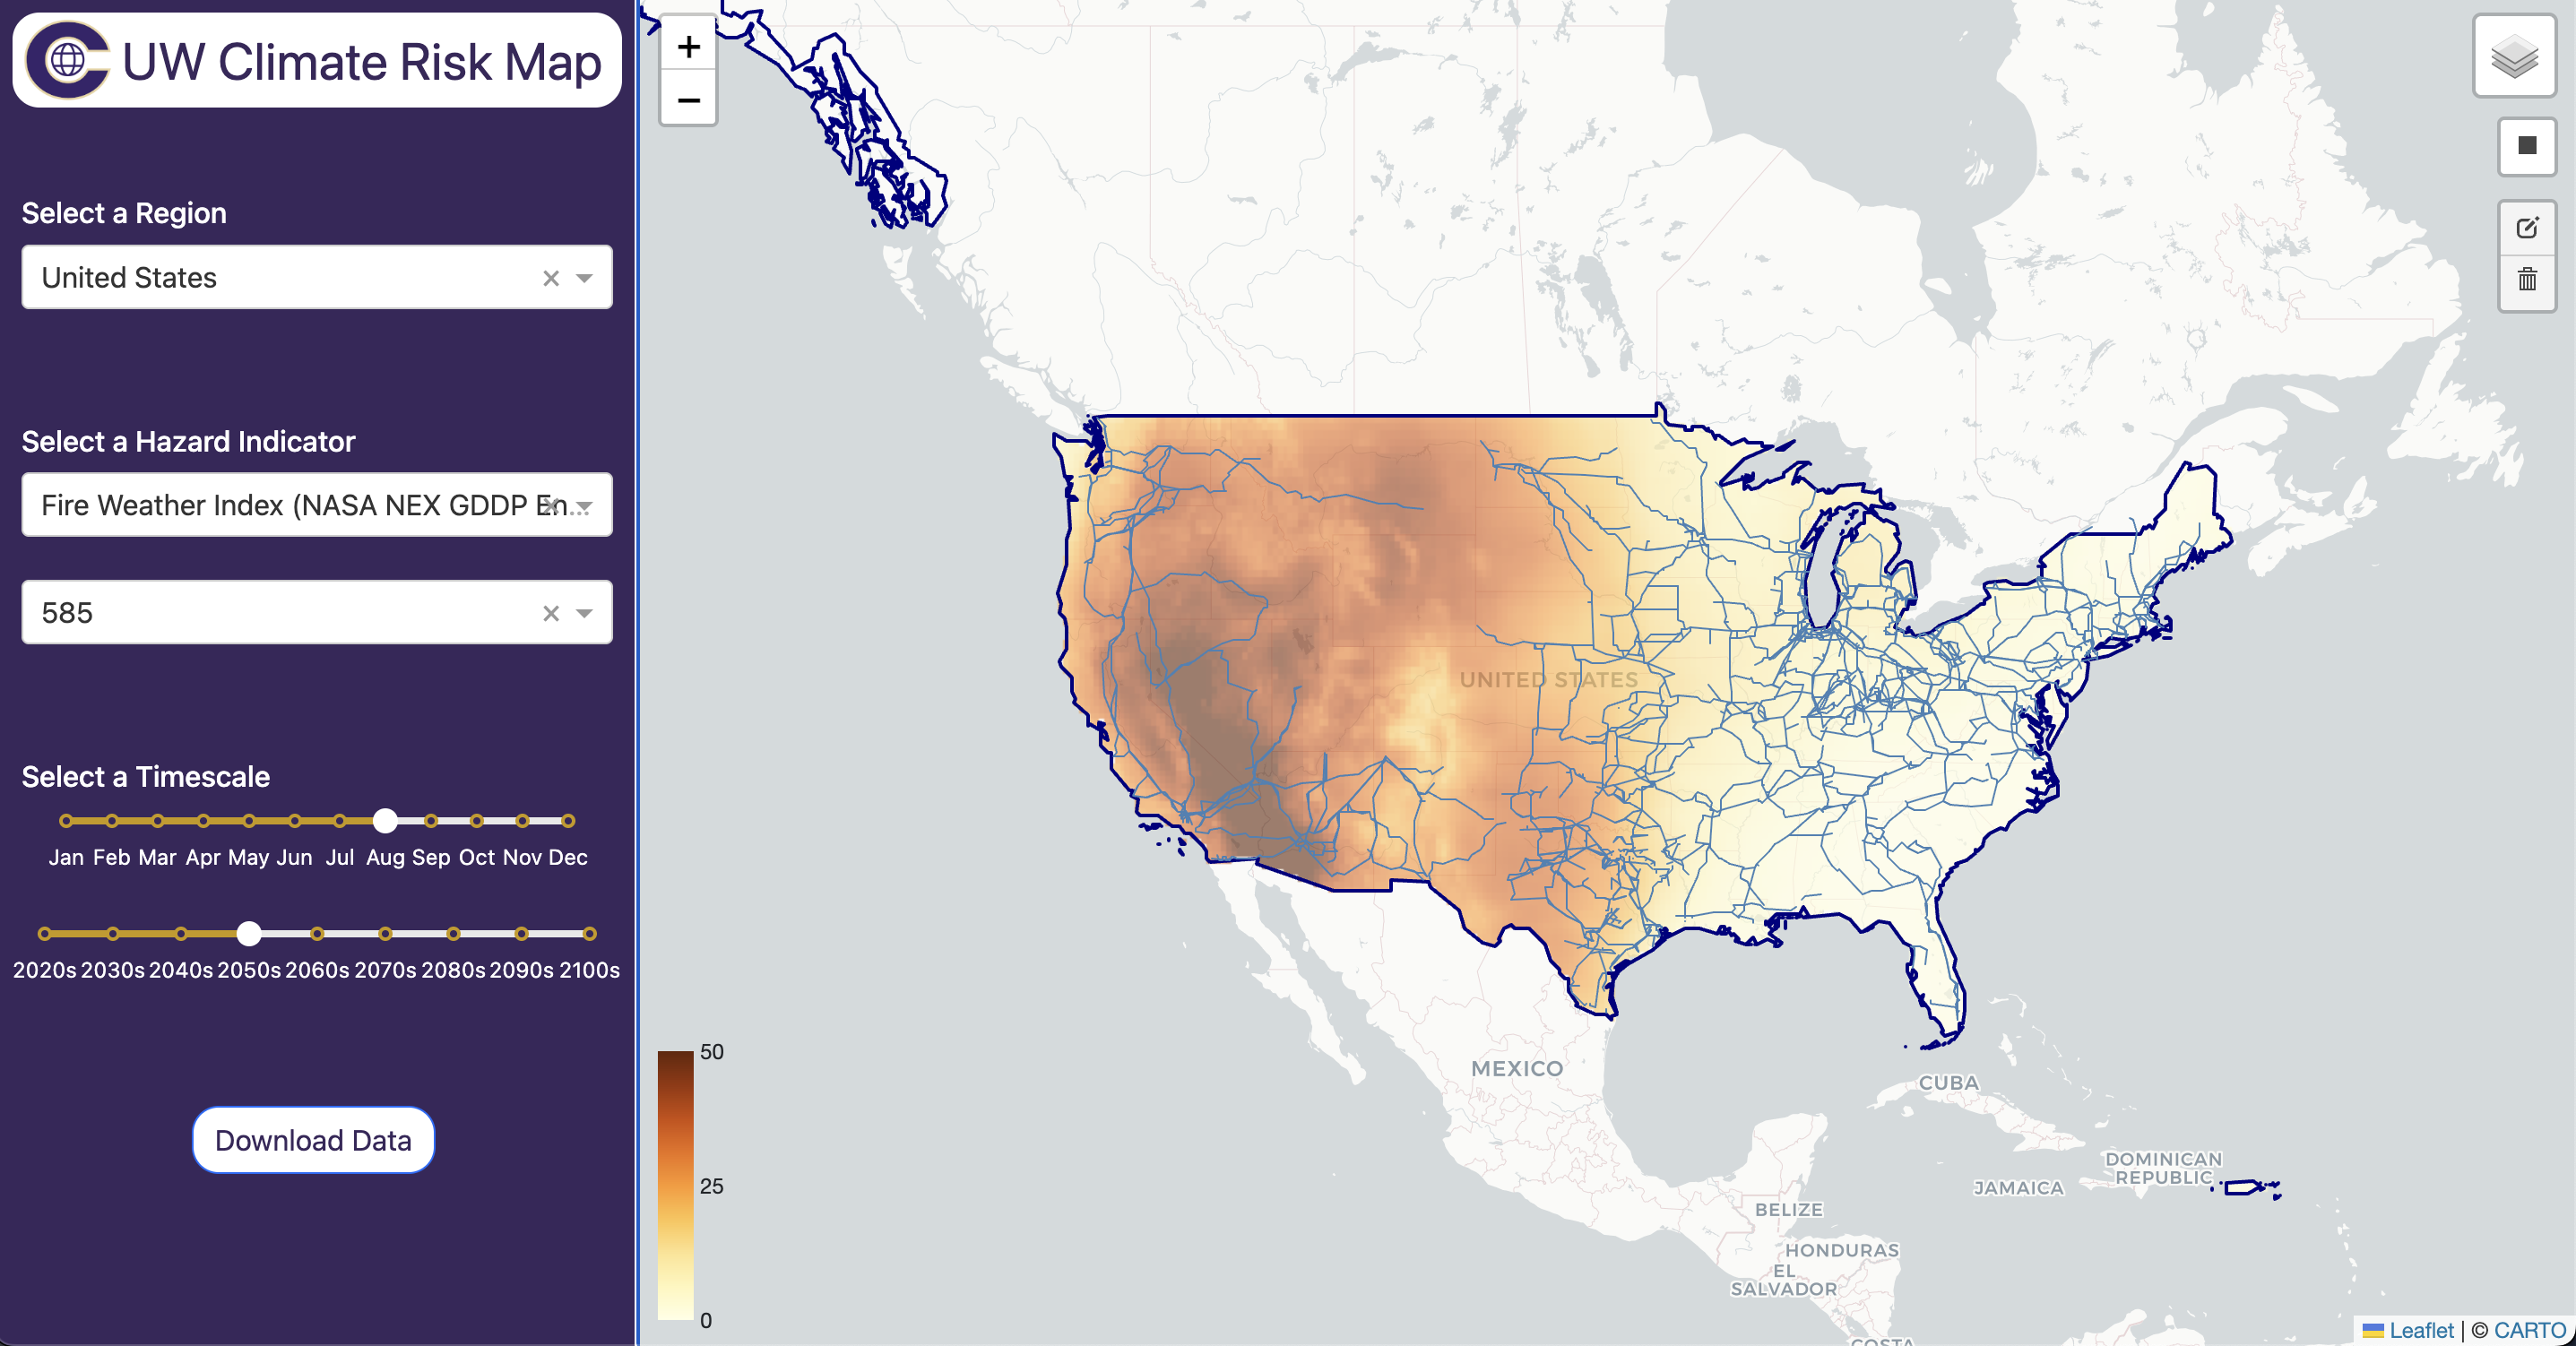 UW Climate Risk Map
Select a Region
United States
Select a Hazard Indicator
Fire Weather Index (NASA NEX GDDP En...
585
Select a Timescale
Jan Feb Mar Apr May Jun Jul Aug Sep Oct Nov Dec
2020s 2030s 2040s 2050s 2060s 2070s 2080s 2090s 2100s
Download Data
+
−
50
25
0
UNITED STATES
MEXICO
CUBA
DOMINICAN
REPUBLIC
JAMAICA
BELIZE
HONDURAS
EL
SALVADOR
COSTA
Leaflet | © CARTO